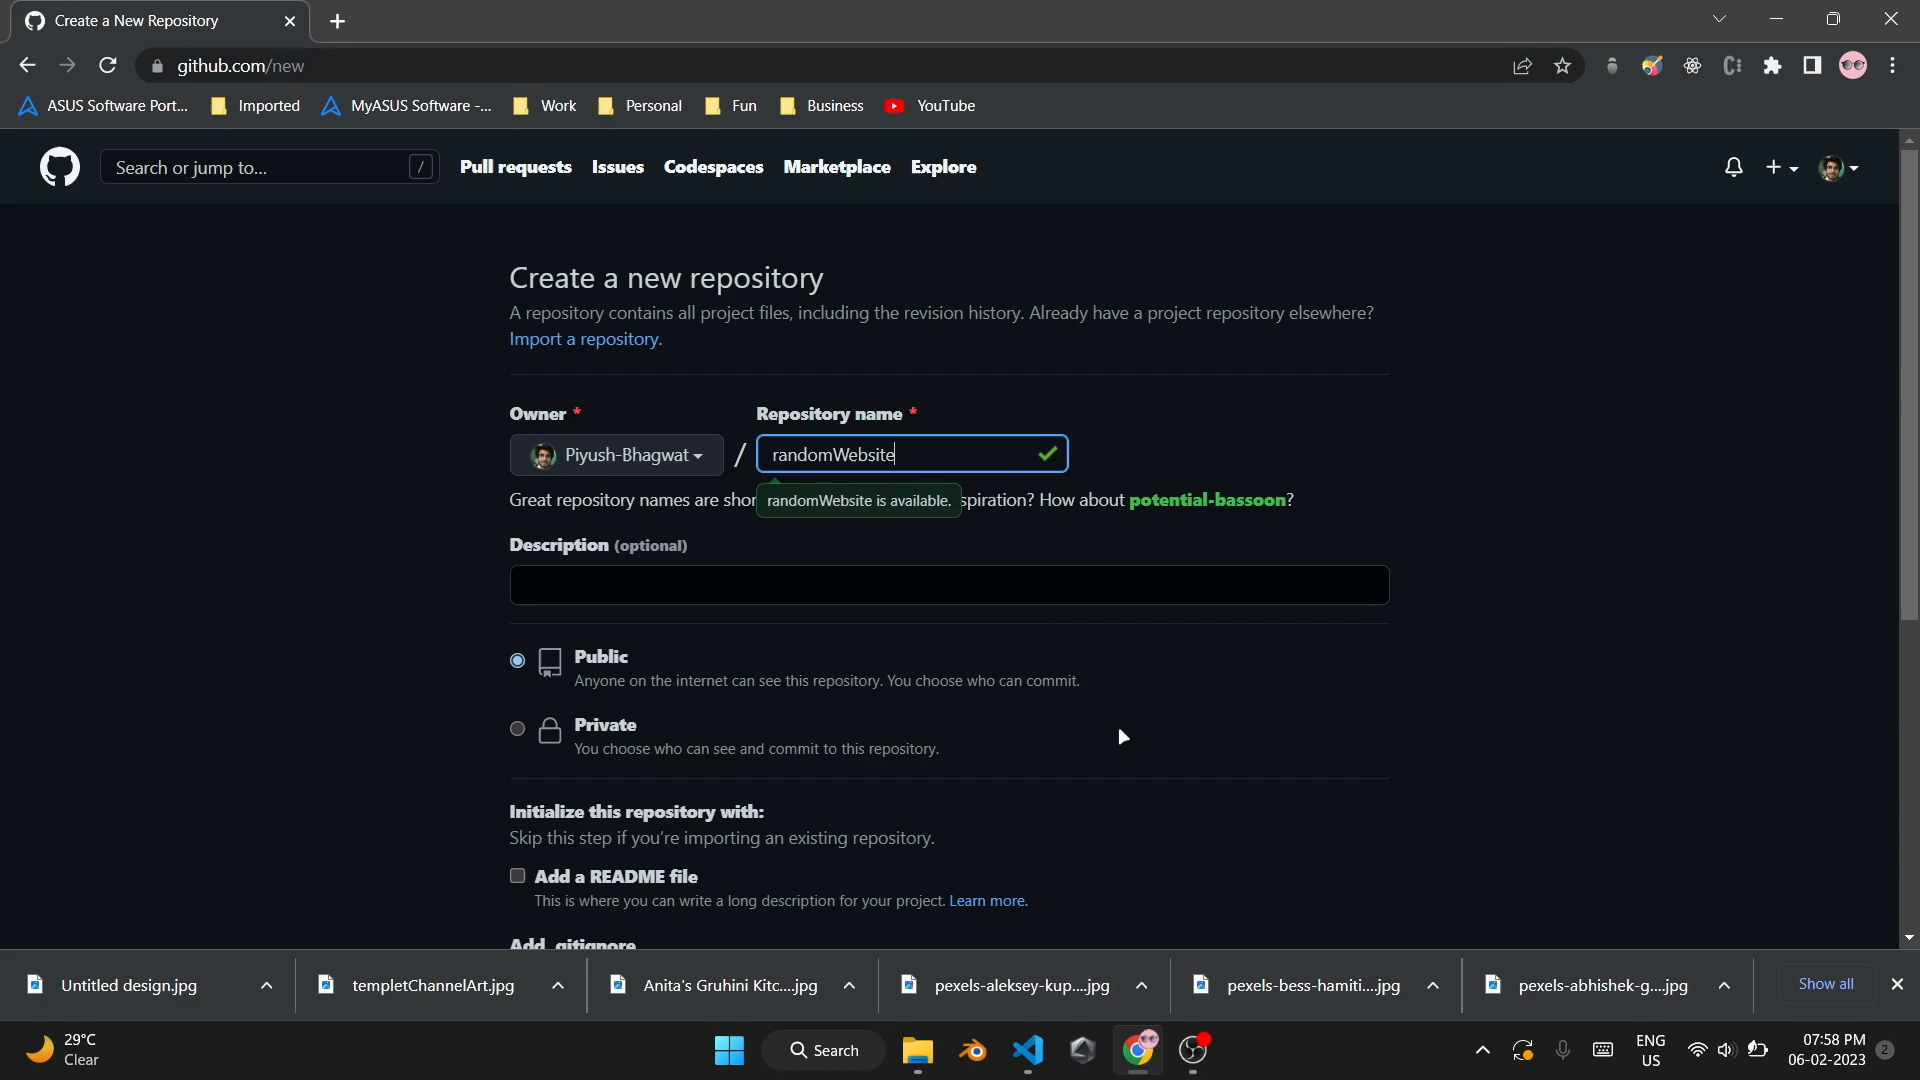 Create a New Repository
github.com/new
ASUS Software Port... Imported MyASUS Software -... Work Personal Fun Business YouTube
Search or jump to... / Pull requests Issues Codespaces Marketplace Explore
Create a new repository
A repository contains all project files, including the revision history. Already have a project repository elsewhere?
Import a repository.
Owner * Repository name *
Piyush-Bhagwat / randomWebsite
Great repository names are shor randomWebsite is available. spiration? How about potential-bassoon?
Description (optional)
Public
Anyone on the internet can see this repository. You choose who can commit.
Private
You choose who can see and commit to this repository.
Initialize this repository with:
Skip this step if you're importing an existing repository.
Add a README file
This is where you can write a long description for your project. Learn more.
Add .gitignore
Untitled design.jpg templetChannelArt.jpg Anita's Gruhini Kitc....jpg pexels-aleksey-kup....jpg pexels-bess-hamiti....jpg pexels-abhishek-g....jpg Show all
29°C
Clear
Search
ENG
US
07:58 PM
06-02-2023
2